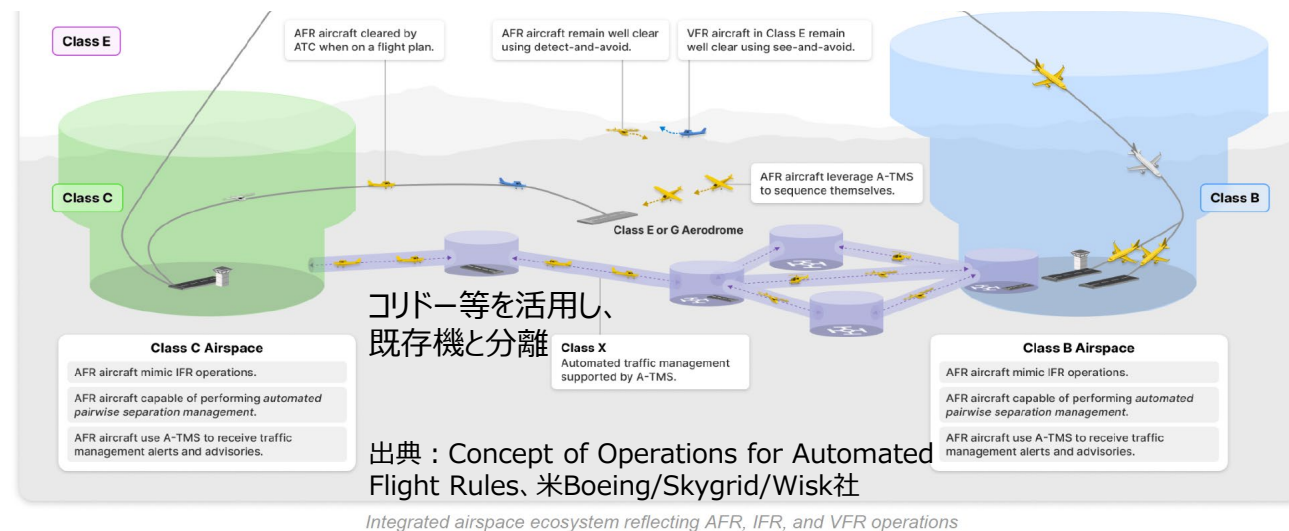 Class E
AFR aircraft cleared by
ATC when on a flight plan.
AFR aircraft remain well clear
using detect-and-avoid.
VFR aircraft in Class E remain
well clear using see-and-avoid.
Class C
AFR aircraft leverage A-TMS
to sequence themselves.
Class B
Class E or G Aerodrome
コリドー等を活用し、
既存機と分離
Class X
Automated traffic management
supported by A-TMS.
Class C Airspace
AFR aircraft mimic IFR operations.
AFR aircraft capable of performing automated
pairwise separation management.
AFR aircraft use A-TMS to receive traffic
management alerts and advisories.
Class B Airspace
AFR aircraft mimic IFR operations.
AFR aircraft capable of performing automated
pairwise separation management.
AFR aircraft use A-TMS to receive traffic
management alerts and advisories.
出典：Concept of Operations for Automated
Flight Rules、米Boeing/Skygrid/Wisk社
Integrated airspace ecosystem reflecting AFR, IFR, and VFR operations